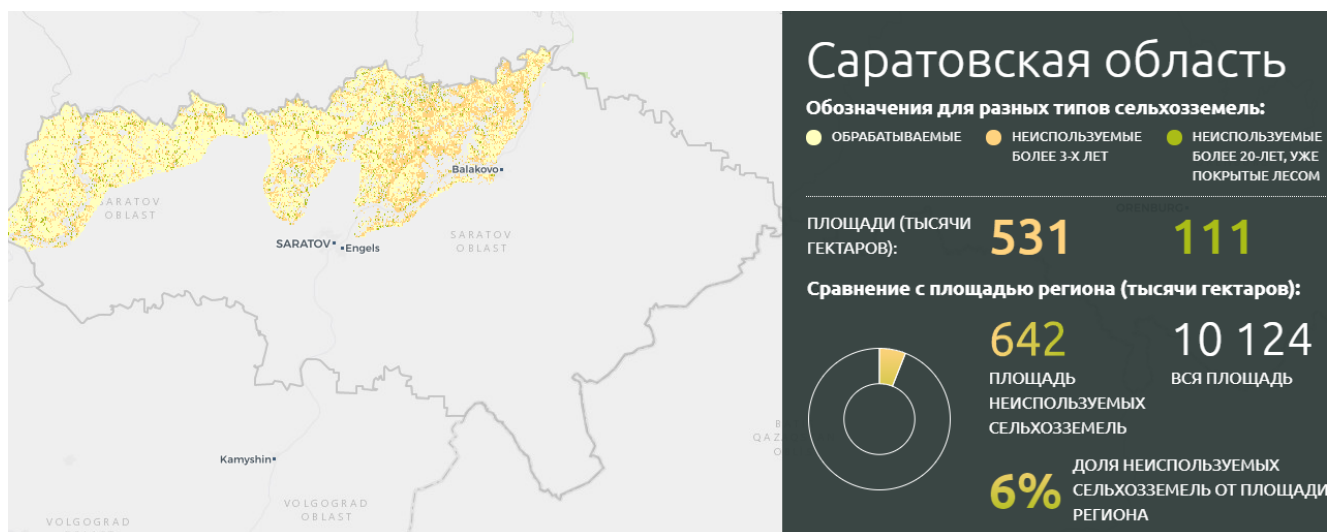 Саратовская область
Обозначения для разных типов сельхозземель:
ОБРАБАТЫВАЕМЫЕ
НЕИСПОЛЬЗУЕМЫЕ
БОЛЕЕ 3-Х ЛЕТ
НЕИСПОЛЬЗУЕМЫЕ
БОЛЕЕ 20-ЛЕТ, УЖЕ
ПОКРЫТЫЕ ЛЕСОМ
ПЛОЩАДИ (ТЫСЯЧИ
ГЕКТАРОВ):
531
111
Сравнение с площадью региона (тысячи гектаров):
642
ПЛОЩАДЬ
НЕИСПОЛЬЗУЕМЫХ
СЕЛЬХОЗЗЕМЕЛЬ
10 124
ВСЯ ПЛОЩАДЬ
6%
ДОЛЯ НЕИСПОЛЬЗУЕМЫХ
СЕЛЬХОЗЗЕМЕЛЬ ОТ ПЛОЩАДИ
РЕГИОНА
Balakovo
SARATOV
OBLAST
SARATOV
OBLAST
SARATOV
Engels
Kamyshin
VOLGOGRAD
OBLAST
VOLGOGRAD
OBLAST